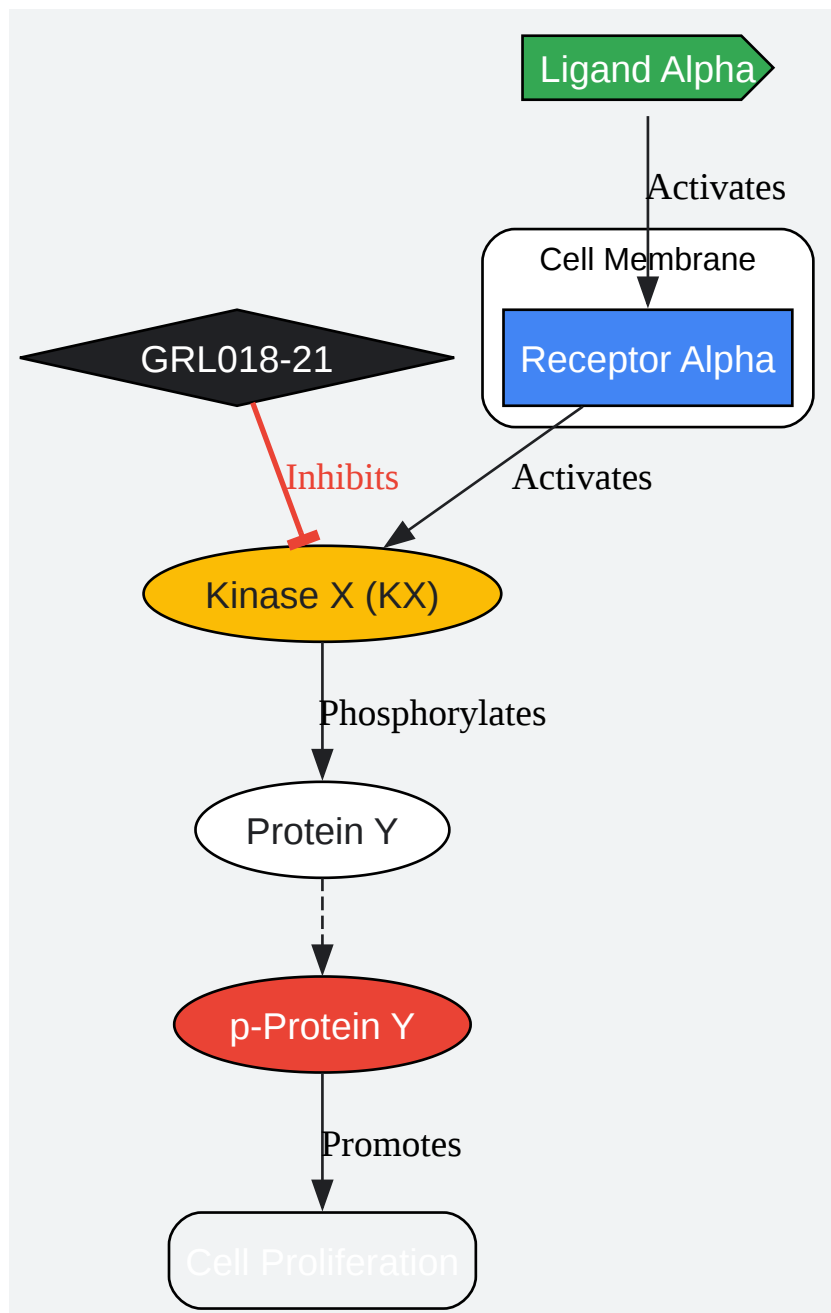 Ligand Alpha
Activates
Cell Membrane
GRL018-21
Receptor Alpha
Inhibits
Activates
Kinase X (KX)
Phosphorylates
Protein Y
p-Protein Y
Promotes
Cell Proliferation